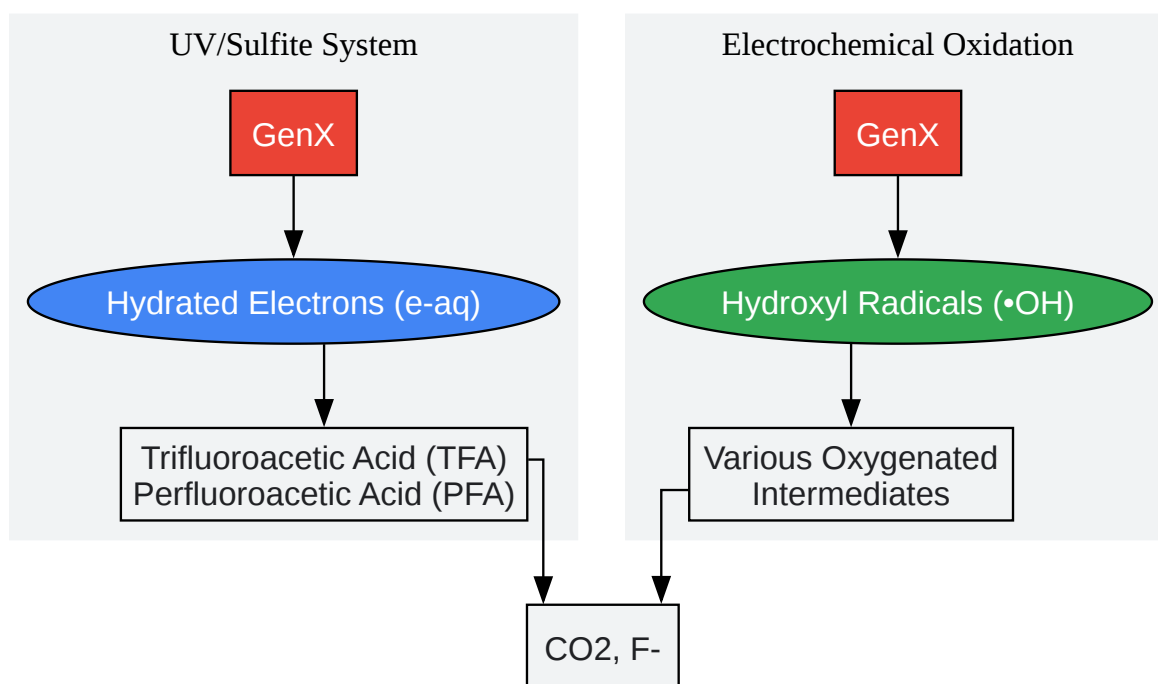 UV/Sulfite System
GenX
Hydrated Electrons (e-aq)
Trifluoroacetic Acid (TFA)
Perfluoroacetic Acid (PFA)
Electrochemical Oxidation
GenX
Hydroxyl Radicals (•OH)
Various Oxygenated
Intermediates
CO2, F-